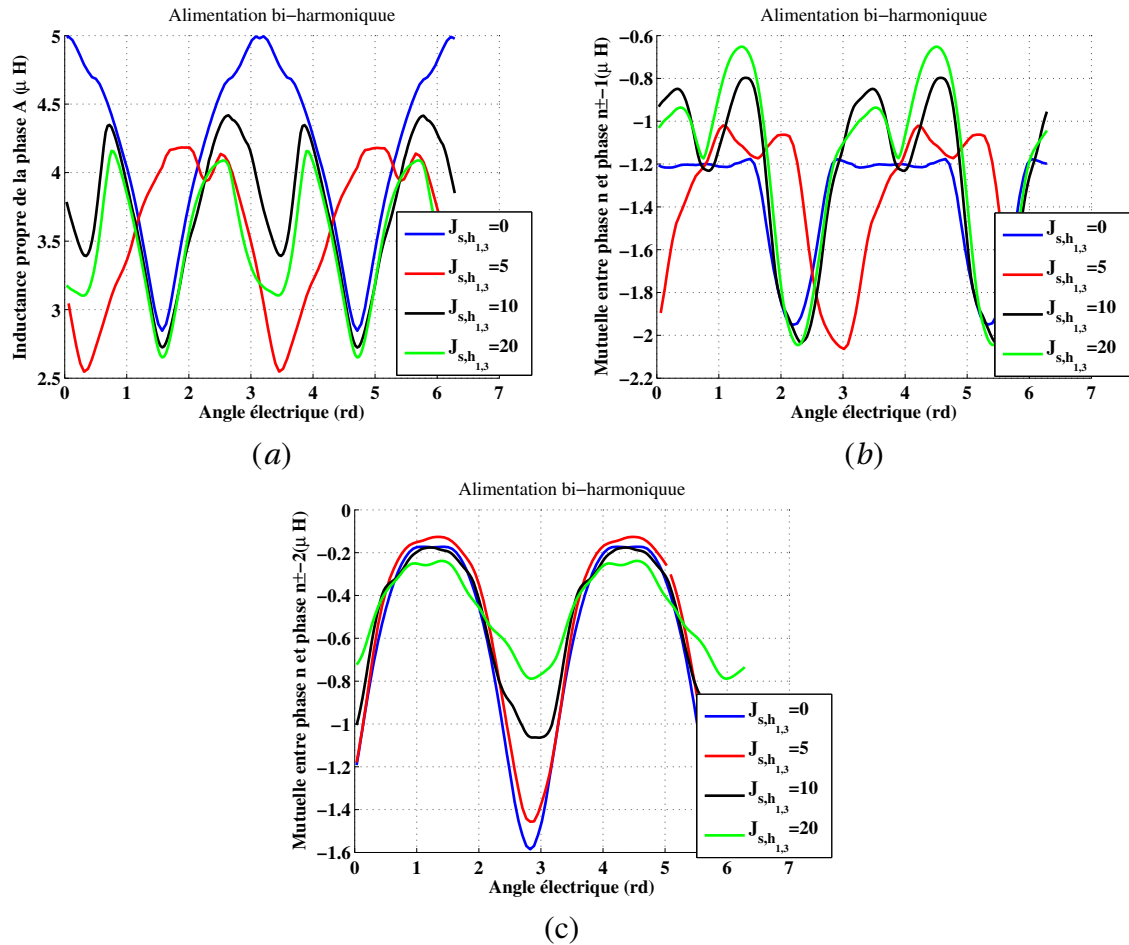 Alimentation bi−harmoniquue
Inductance propre de la phase A (μ H)
5
4.5
4
3.5
3
2.5
0 1 2 3 4 5 6 7
Angle électrique (rd)
J_{s,h_{1,3}}=0
J_{s,h_{1,3}}=5
J_{s,h_{1,3}}=10
J_{s,h_{1,3}}=20
(a)
Alimentation bi−harmoniquue
Mutuelle entre phase n et phase n±−1(μ H)
−0.6
−0.8
−1
−1.2
−1.4
−1.6
−1.8
−2
−2.2
0 1 2 3 4 5 6 7
Angle électrique (rd)
J_{s,h_{1,3}}=0
J_{s,h_{1,3}}=5
J_{s,h_{1,3}}=10
J_{s,h_{1,3}}=20
(b)
Alimentation bi−harmoniquue
Mutuelle entre phase n et phase n±−2(μ H)
0
−0.2
−0.4
−0.6
−0.8
−1
−1.2
−1.4
−1.6
0 1 2 3 4 5 6 7
Angle électrique (rd)
J_{s,h_{1,3}}=0
J_{s,h_{1,3}}=5
J_{s,h_{1,3}}=10
J_{s,h_{1,3}}=20
(c)